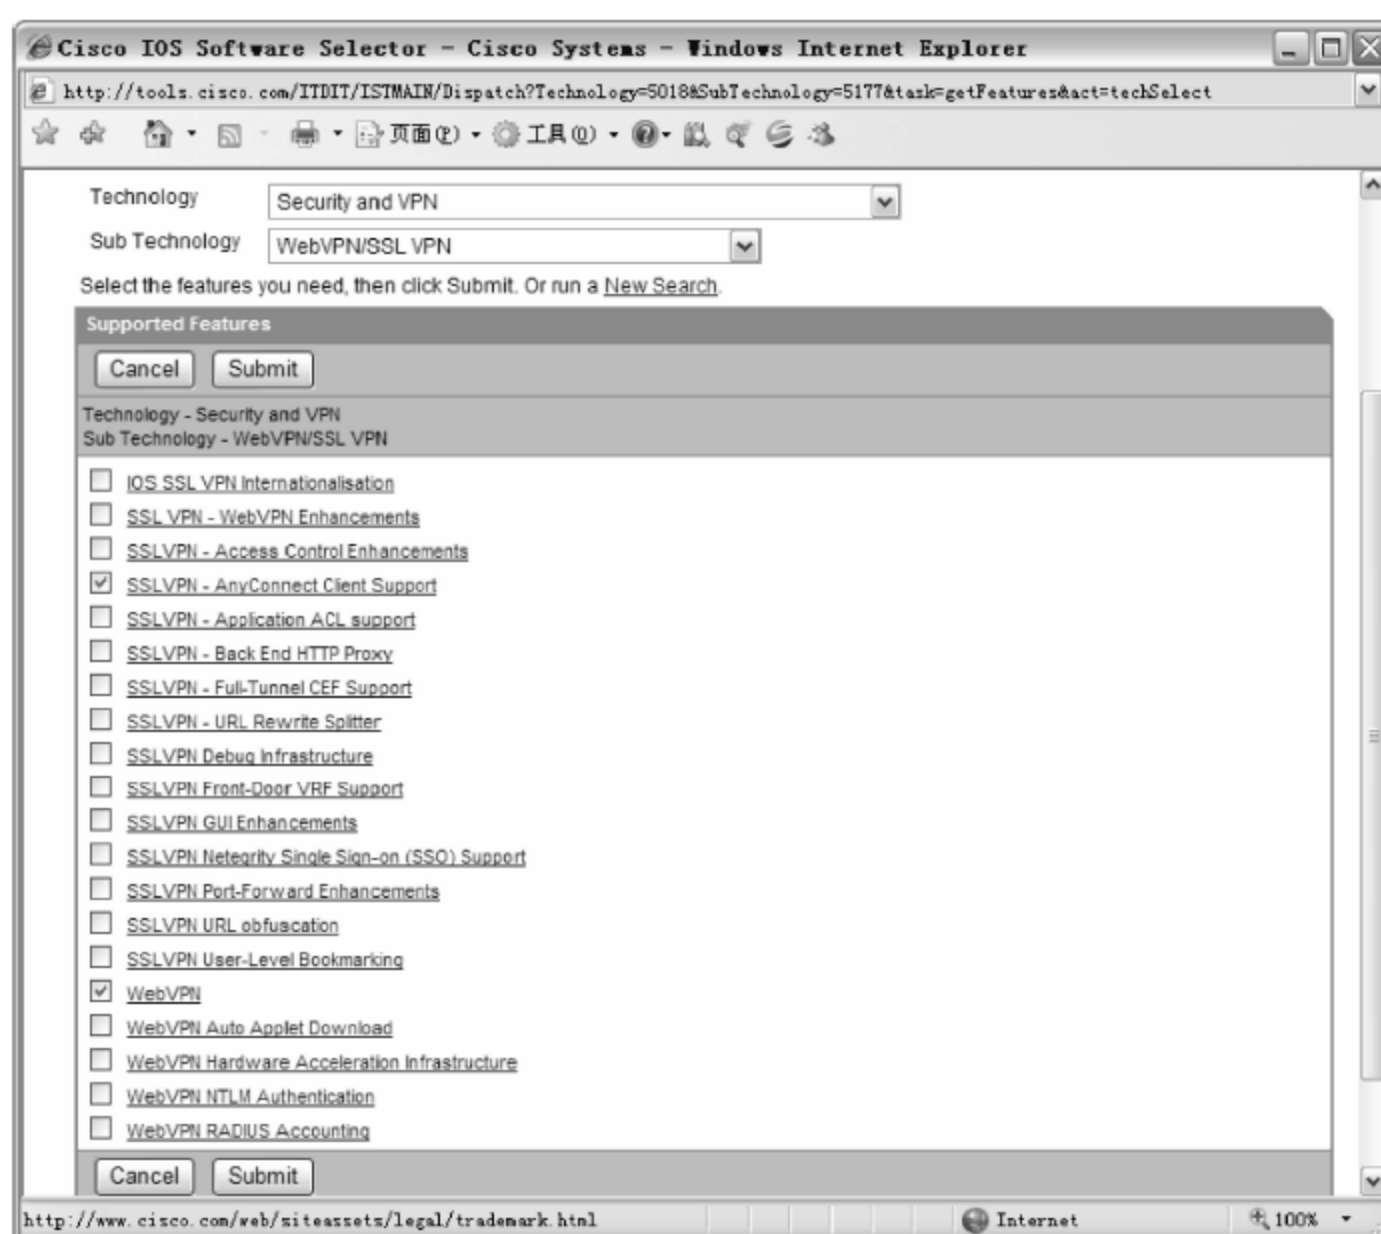 Cisco IOS Software Selector - Cisco Systems - Windows Internet Explorer
http://tools.cisco.com/ITDIT/ISTMAIN/Dispatch?Technology=5018&SubTechnology=5177&task=getFeatures&act=techSelect
页面(P) 工具(O)
Technology Security and VPN
Sub Technology WebVPN/SSL VPN
Select the features you need, then click Submit. Or run a New Search.
Supported Features
Cancel Submit
Technology - Security and VPN
Sub Technology - WebVPN/SSL VPN
IOS SSL VPN Internationalisation
SSL VPN - WebVPN Enhancements
SSLVPN - Access Control Enhancements
SSLVPN - AnyConnect Client Support
SSLVPN - Application ACL support
SSLVPN - Back End HTTP Proxy
SSLVPN - Full-Tunnel CEF Support
SSLVPN - URL Rewrite Splitter
SSLVPN Debug Infrastructure
SSLVPN Front-Door VRF Support
SSLVPN GUI Enhancements
SSLVPN Netegrity Single Sign-on (SSO) Support
SSLVPN Port-Forward Enhancements
SSLVPN URL obfuscation
SSLVPN User-Level Bookmarking
WebVPN
WebVPN Auto Applet Download
WebVPN Hardware Acceleration Infrastructure
WebVPN NTLM Authentication
WebVPN RADIUS Accounting
Cancel Submit
http://www.cisco.com/web/siteassets/legal/trademark.html Internet 100%